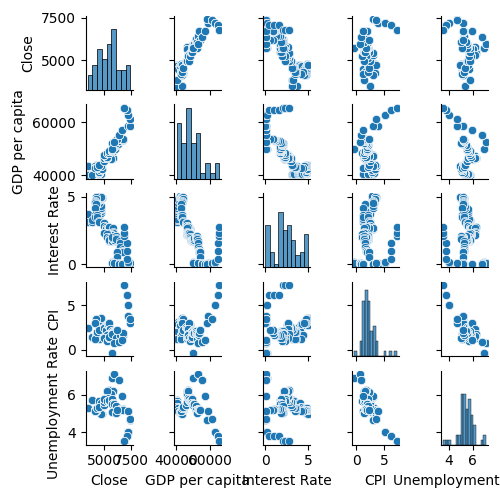 7500
5000
Close
60000
40000
GDP per capita
5
0
Interest Rate
5
0
CPI
6
4
Unemployment Rate
5000 7500
40000 60000
0 5
0 5
4 6
Close GDP per capita Interest Rate CPI Unemployment